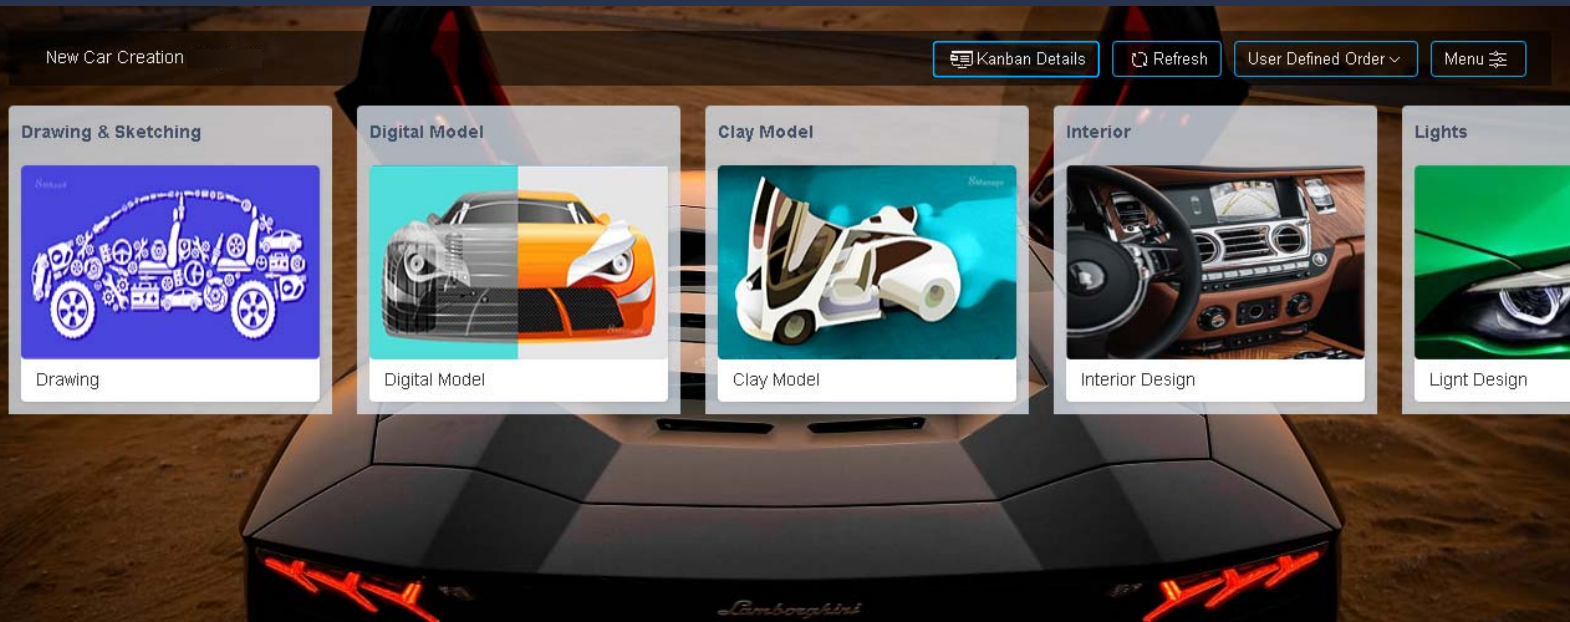 New Car Creation
Kanban Details
Refresh
User Defined Order
Menu
Drawing & Sketching
Digital Model
Clay Model
Interior
Lights
Drawing
Digital Model
Clay Model
Interior Design
Lignt Design
Lamborghini